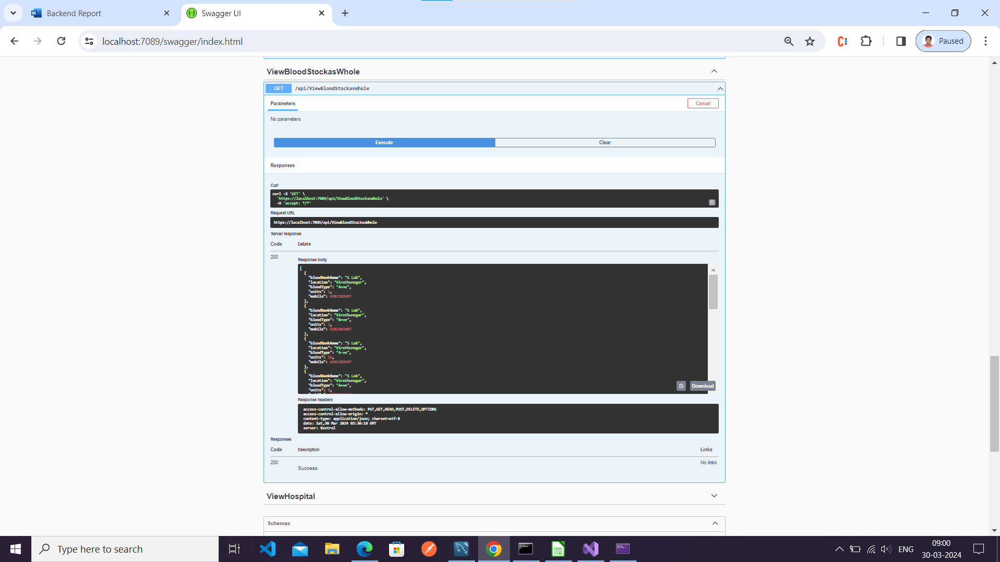 Backend Report
Swagger UI
localhost:7089/swagger/index.html
Paused
ViewBloodStockasWhole
GET /api/ViewBloodStockasWhole
Parameters
Cancel
No parameters
Execute
Clear
Responses
Curl
curl -X 'GET' \
'https://localhost:7089/api/ViewBloodStockasWhole' \
-H 'accept: */*'
Request URL
https://localhost:7089/api/ViewBloodStockasWhole
Server response
Code Details
200
Response body
[
{
"bloodBankName": "S Lab",
"location": "Viruthunagar",
"bloodType": "A+ve",
"units": 1,
"mobile": 6382202487
},
{
"bloodBankName": "S Lab",
"location": "Viruthunagar",
"bloodType": "B+ve",
"units": 2,
"mobile": 6382202487
},
{
"bloodBankName": "S Lab",
"location": "Viruthunagar",
"bloodType": "A-ve",
"units": 16,
"mobile": 6382202487
},
{
"bloodBankName": "S Lab",
"location": "Viruthunagar",
"bloodType": "A+ve",
"units": 0,
Download
Response headers
access-control-allow-methods: PUT,GET,HEAD,POST,DELETE,OPTIONS
access-control-allow-origin: *
content-type: application/json; charset=utf-8
date: Sat,30 Mar 2024 03:30:10 GMT
server: Kestrel
Responses
Code Description Links
200 No links
Success
ViewHospital
Schemas
Type here to search
ENG
09:00
30-03-2024